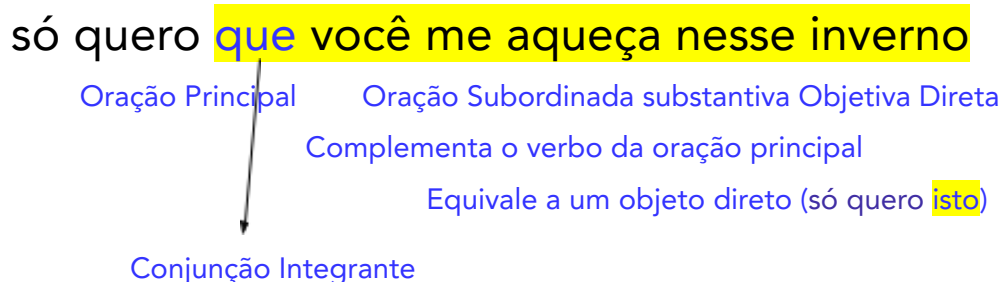 só quero que você me aqueça nesse inverno
Oração Principal Oração Subordinada substantiva Objetiva Direta
Complementa o verbo da oração principal
Equivale a um objeto direto (só quero isto)
Conjunção Integrante